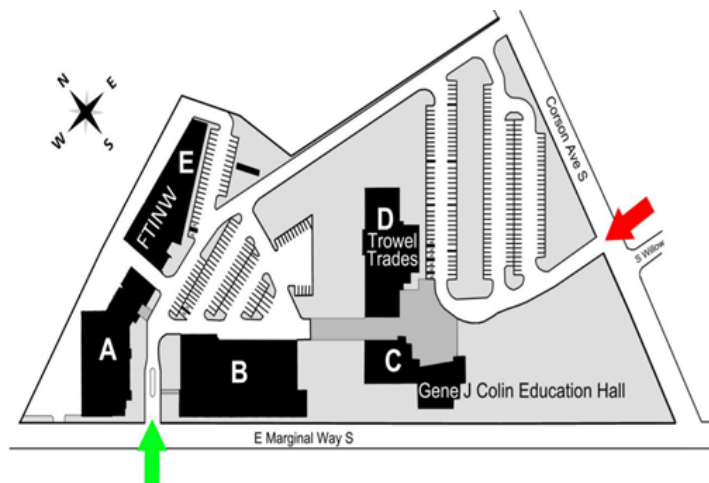 N
E
W
S
E
FTINW
D
Trowel
Trades
Corson Ave S
S Willow
A
B
C
Gene J Colin Education Hall
E Marginal Way S